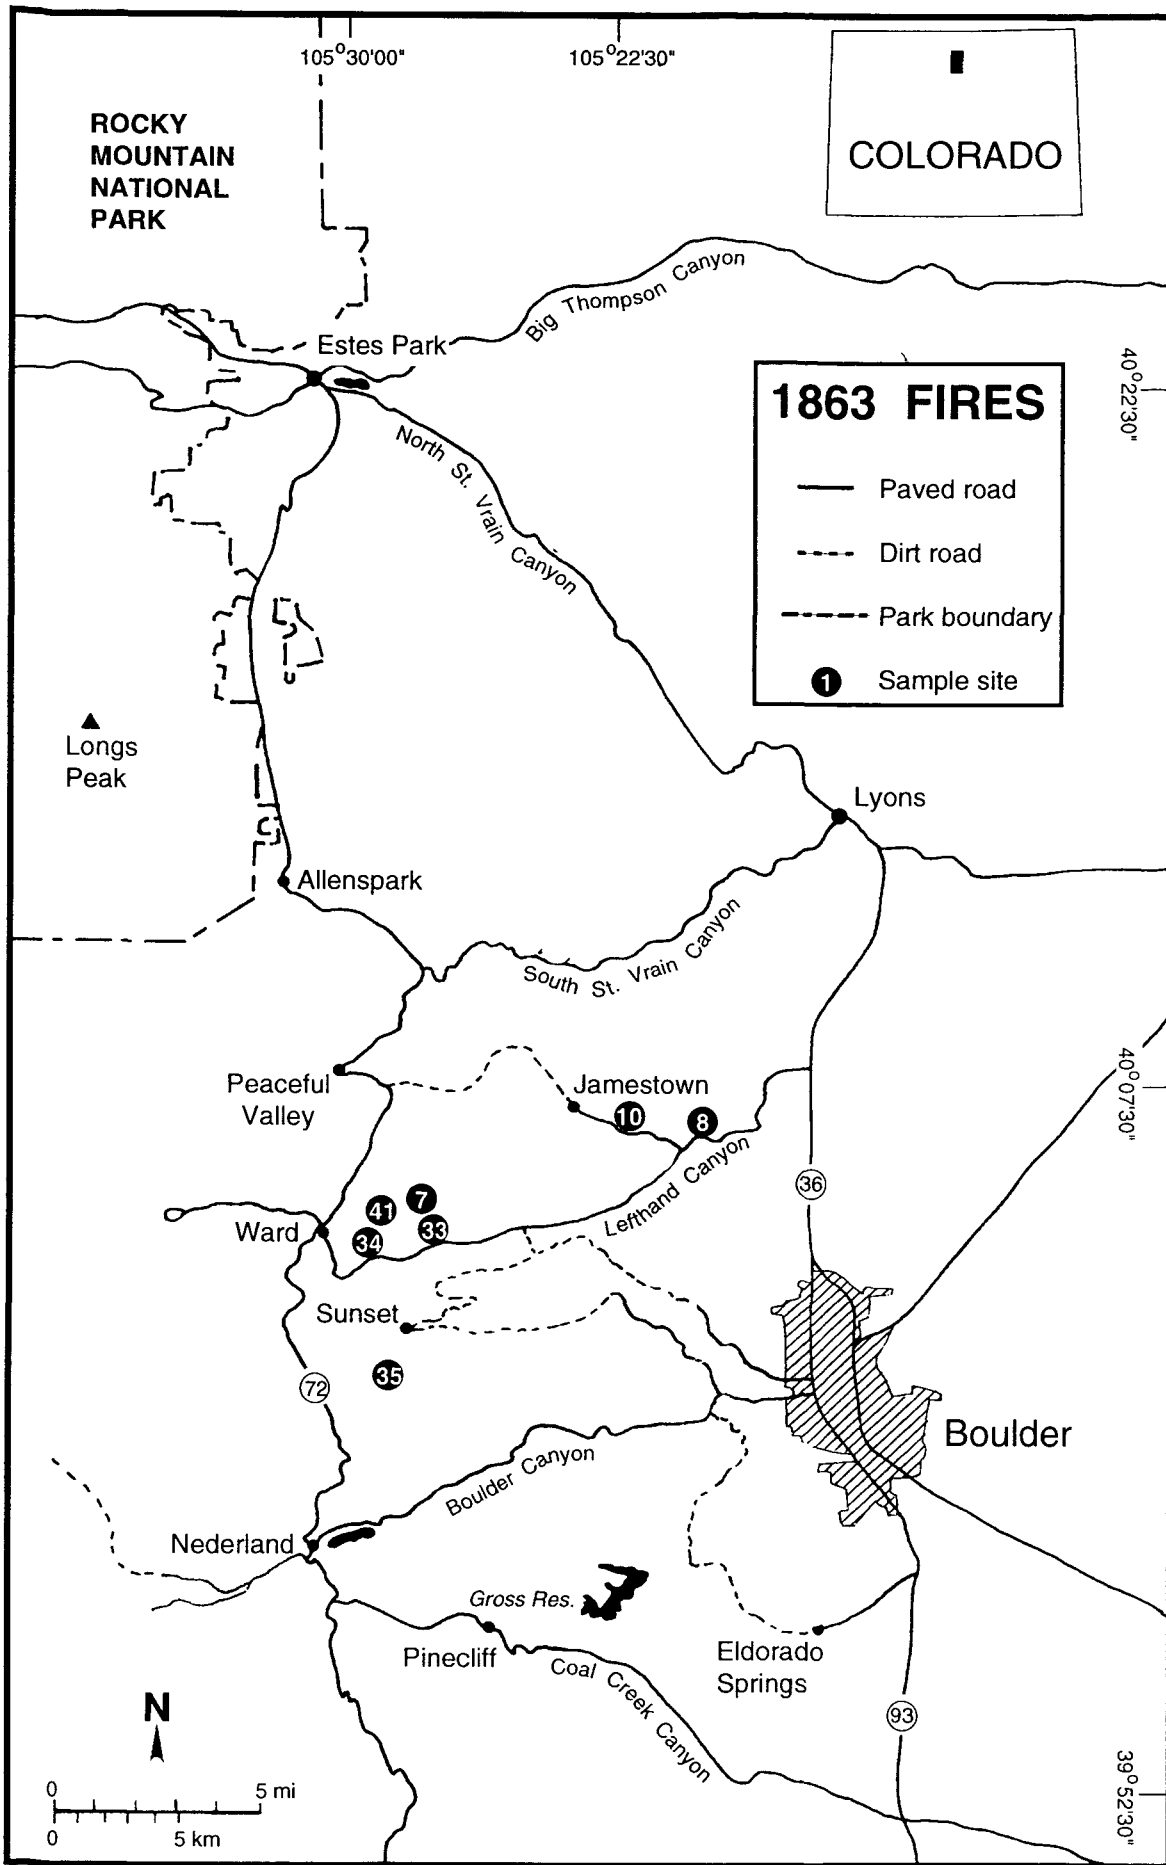 105°30'00"
105°22'30"
ROCKY
MOUNTAIN
NATIONAL
PARK
COLORADO
Big Thompson Canyon
Estes Park
40°22'30"
1863 FIRES
Paved road
Dirt road
Park boundary
1 Sample site
North St. Vrain Canyon
Longs
Peak
Lyons
Allenspark
South St. Vrain Canyon
Peaceful
Valley
Jamestown
40°07'30"
10
8
Lefthand Canyon
36
7
41
33
34
Ward
Sunset
35
72
Boulder
Boulder Canyon
Nederland
Gross Res.
Pinecliff
Coal Creek Canyon
Eldorado
Springs
93
N
0
5 mi
0
5 km
39°52'30"